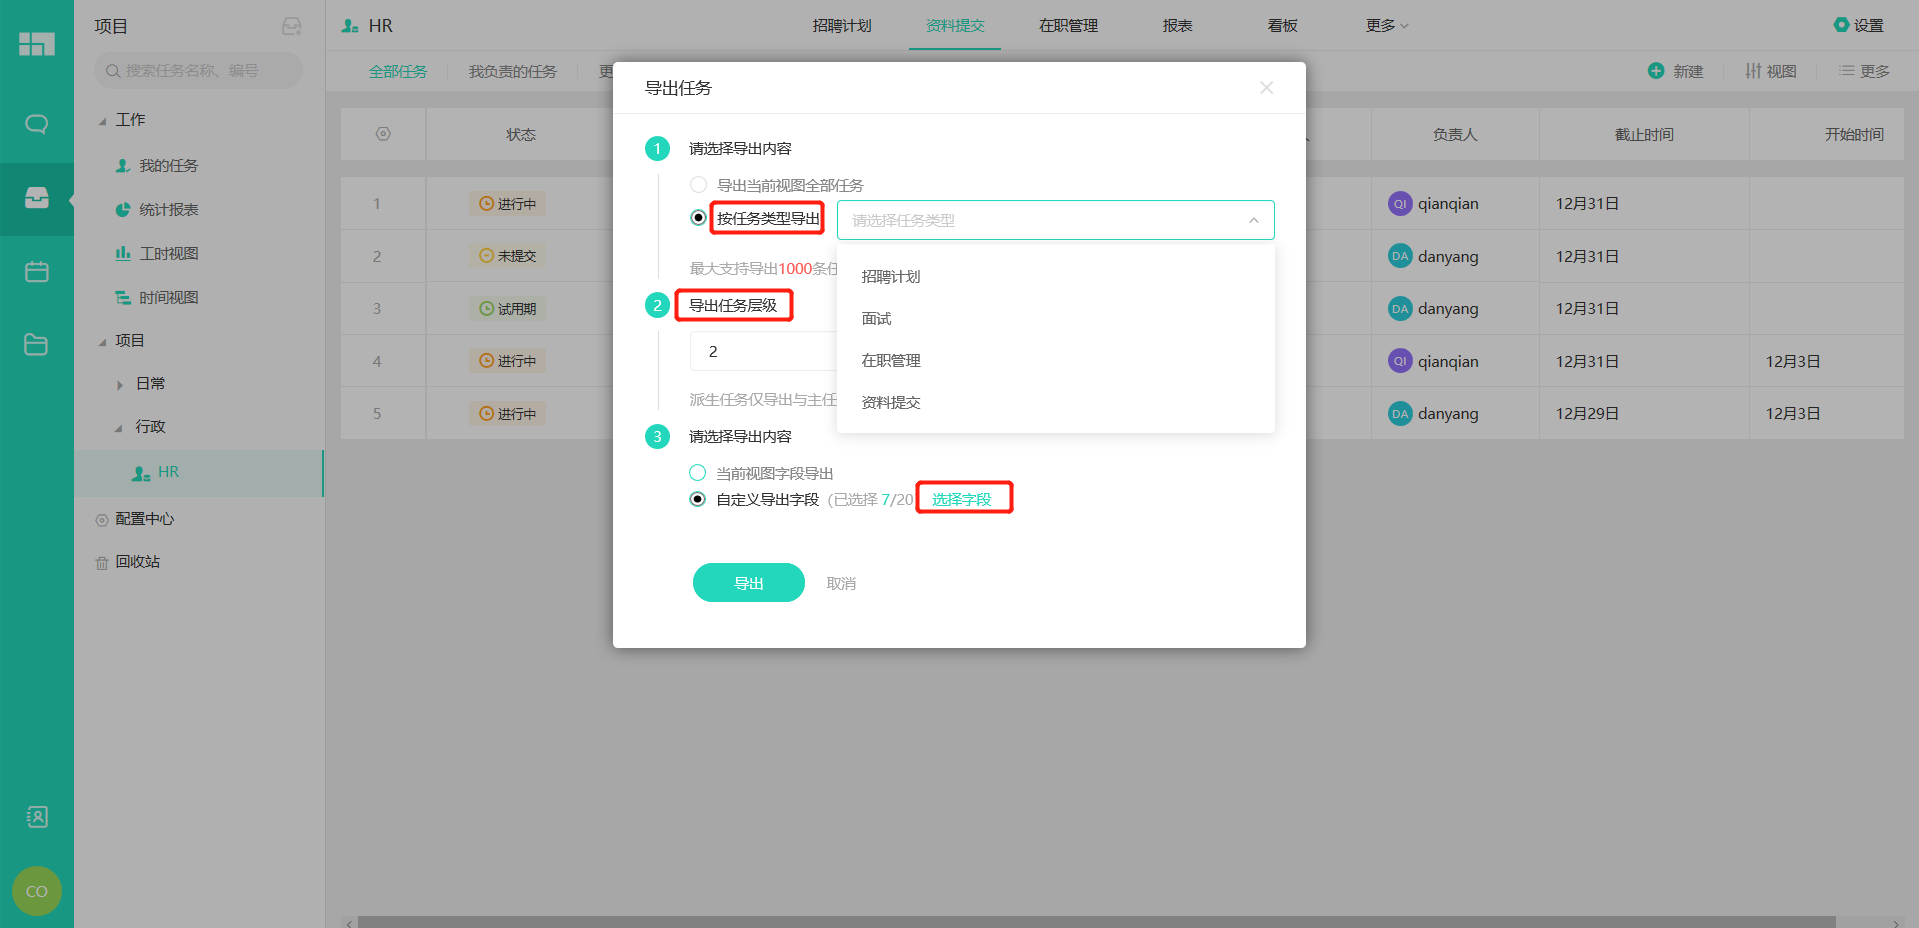 项目
搜索任务名称、编号
工作
我的任务
统计报表
工时视图
时间视图
项目
日常
行政
HR
配置中心
回收站
CO
HR
招聘计划
资料提交
在职管理
报表
看板
更多
设置
全部任务
我负责的任务
更
新建
视图
更多
状态
负责人
截止时间
开始时间
1
进行中
QI qianqian
12月31日
2
未提交
DA danyang
12月31日
3
试用期
DA danyang
12月31日
4
进行中
QI qianqian
12月31日
12月3日
5
进行中
DA danyang
12月29日
12月3日
导出任务
1 请选择导出内容
导出当前视图全部任务
按任务类型导出
请选择任务类型
招聘计划
面试
在职管理
资料提交
最大支持导出1000条任
2 导出任务层级
2
派生任务仅导出与主任
3 请选择导出内容
当前视图字段导出
自定义导出字段 (已选择 7/20 选择字段
导出
取消